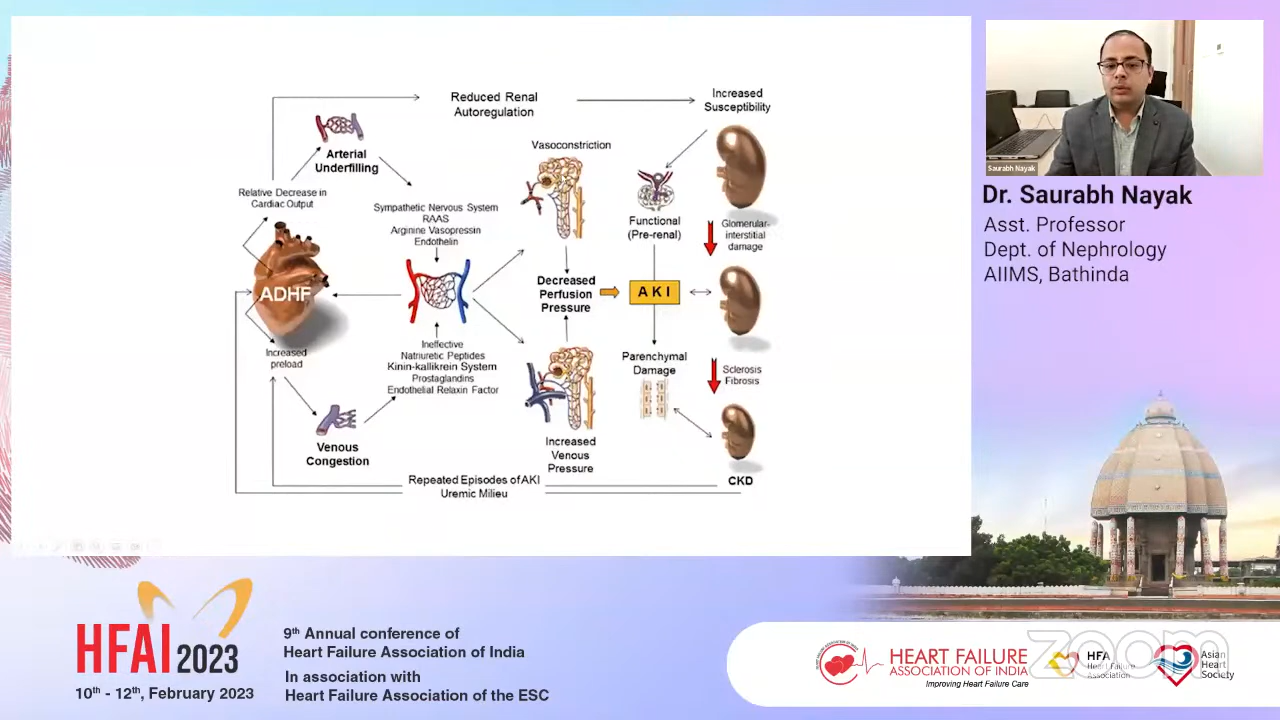 Reduced Renal
Autoregulation
Increased
Susceptibility
Arterial
Underfilling
Vasoconstriction
Relative Decrease in
Cardiac Output
Sympathetic Nervous System
RAAS
Arginine Vasopressin
Endothelin
Functional
(Pre-renal)
Glomerular-
interstitial
damage
ADHF
Decreased
Perfusion
Pressure
AKI
Increased
preload
Ineffective
Natriuretic Peptides
Kinin-kallikrein System
Prostaglandins
Endothelial Relaxin Factor
Parenchymal
Damage
Sclerosis
Fibrosis
Venous
Congestion
Increased
Venous
Pressure
Repeated Episodes of AKI
Uremic Milieu
CKD
Saurabh Nayak
Dr. Saurabh Nayak
Asst. Professor
Dept. of Nephrology
AIIMS, Bathinda
HFAI 2023
10th - 12th, February 2023
9th Annual conference of
Heart Failure Association of India
In association with
Heart Failure Association of the ESC
HEART FAILURE
ASSOCIATION OF INDIA
Improving Heart Failure Care
HFA
Heart Failure
Association
Asian
Heart
Society
zoom